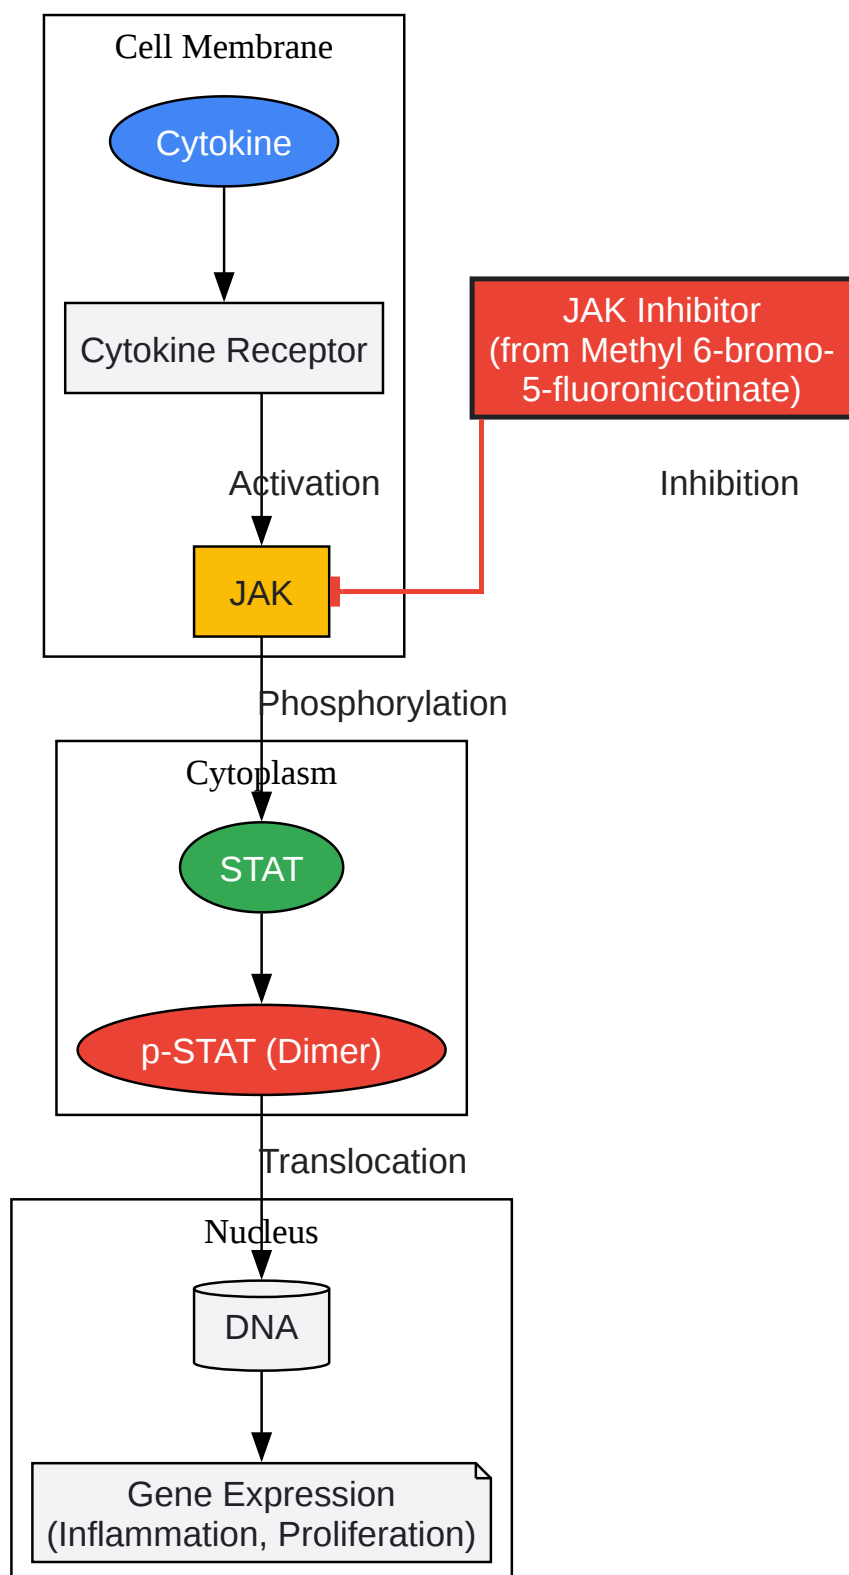 Cell Membrane
Cytokine
Cytokine Receptor
JAK Inhibitor
(from Methyl 6-bromo-
5-fluoronicotinate)
Activation
Inhibition
JAK
Phosphorylation
Cytoplasm
STAT
p-STAT (Dimer)
Translocation
Nucleus
DNA
Gene Expression
(Inflammation, Proliferation)